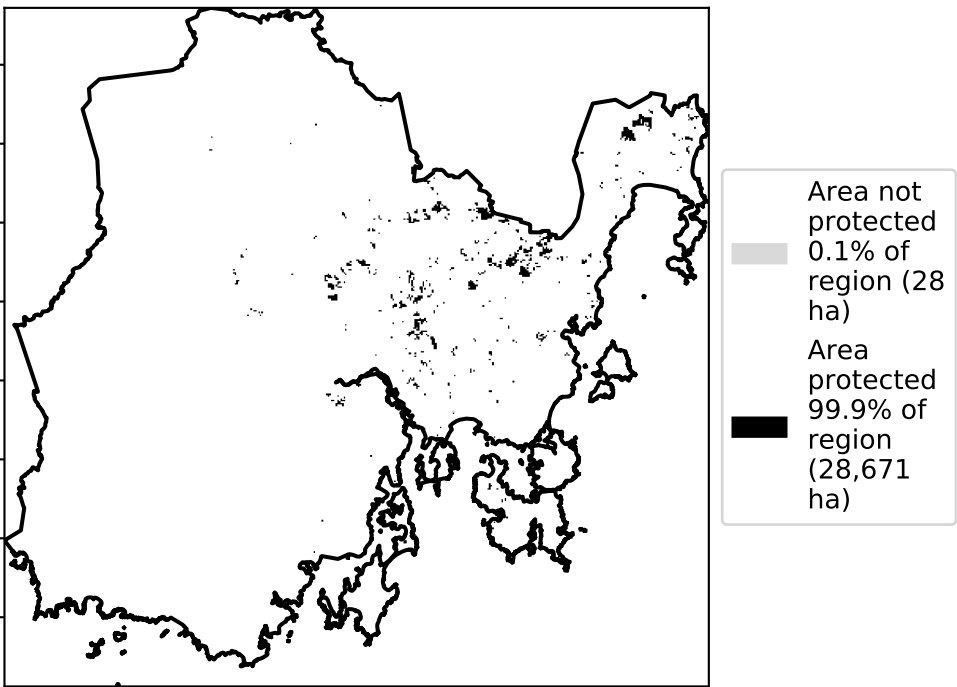 Area not
protected
0.1% of
region (28
ha)
Area
protected
99.9% of
region
(28,671
ha)